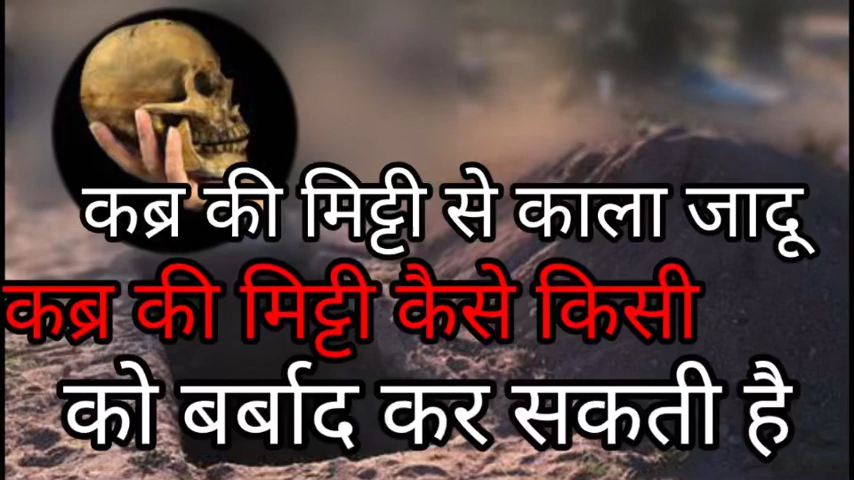 कब्र की मिट्टी से काला जादू
कब्र की मिट्टी कैसे किसी
को बर्बाद कर सकती है